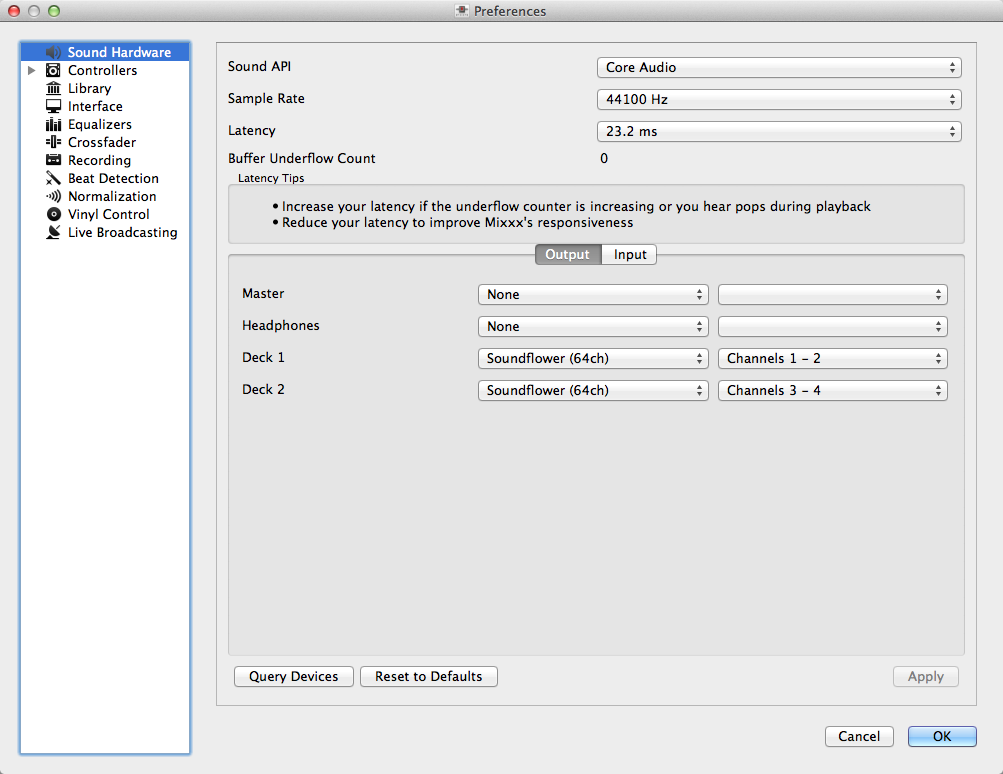 Preferences
Sound Hardware
Controllers
Library
Interface
Equalizers
Crossfader
Recording
Beat Detection
Normalization
Vinyl Control
Live Broadcasting
Sound API Core Audio
Sample Rate 44100 Hz
Latency 23.2 ms
Buffer Underflow Count 0
Latency Tips
• Increase your latency if the underflow counter is increasing or you hear pops during playback
• Reduce your latency to improve Mixxx's responsiveness
Output Input
Master None
Headphones None
Deck 1 Soundflower (64ch) Channels 1 - 2
Deck 2 Soundflower (64ch) Channels 3 - 4
Query Devices Reset to Defaults Apply
Cancel OK